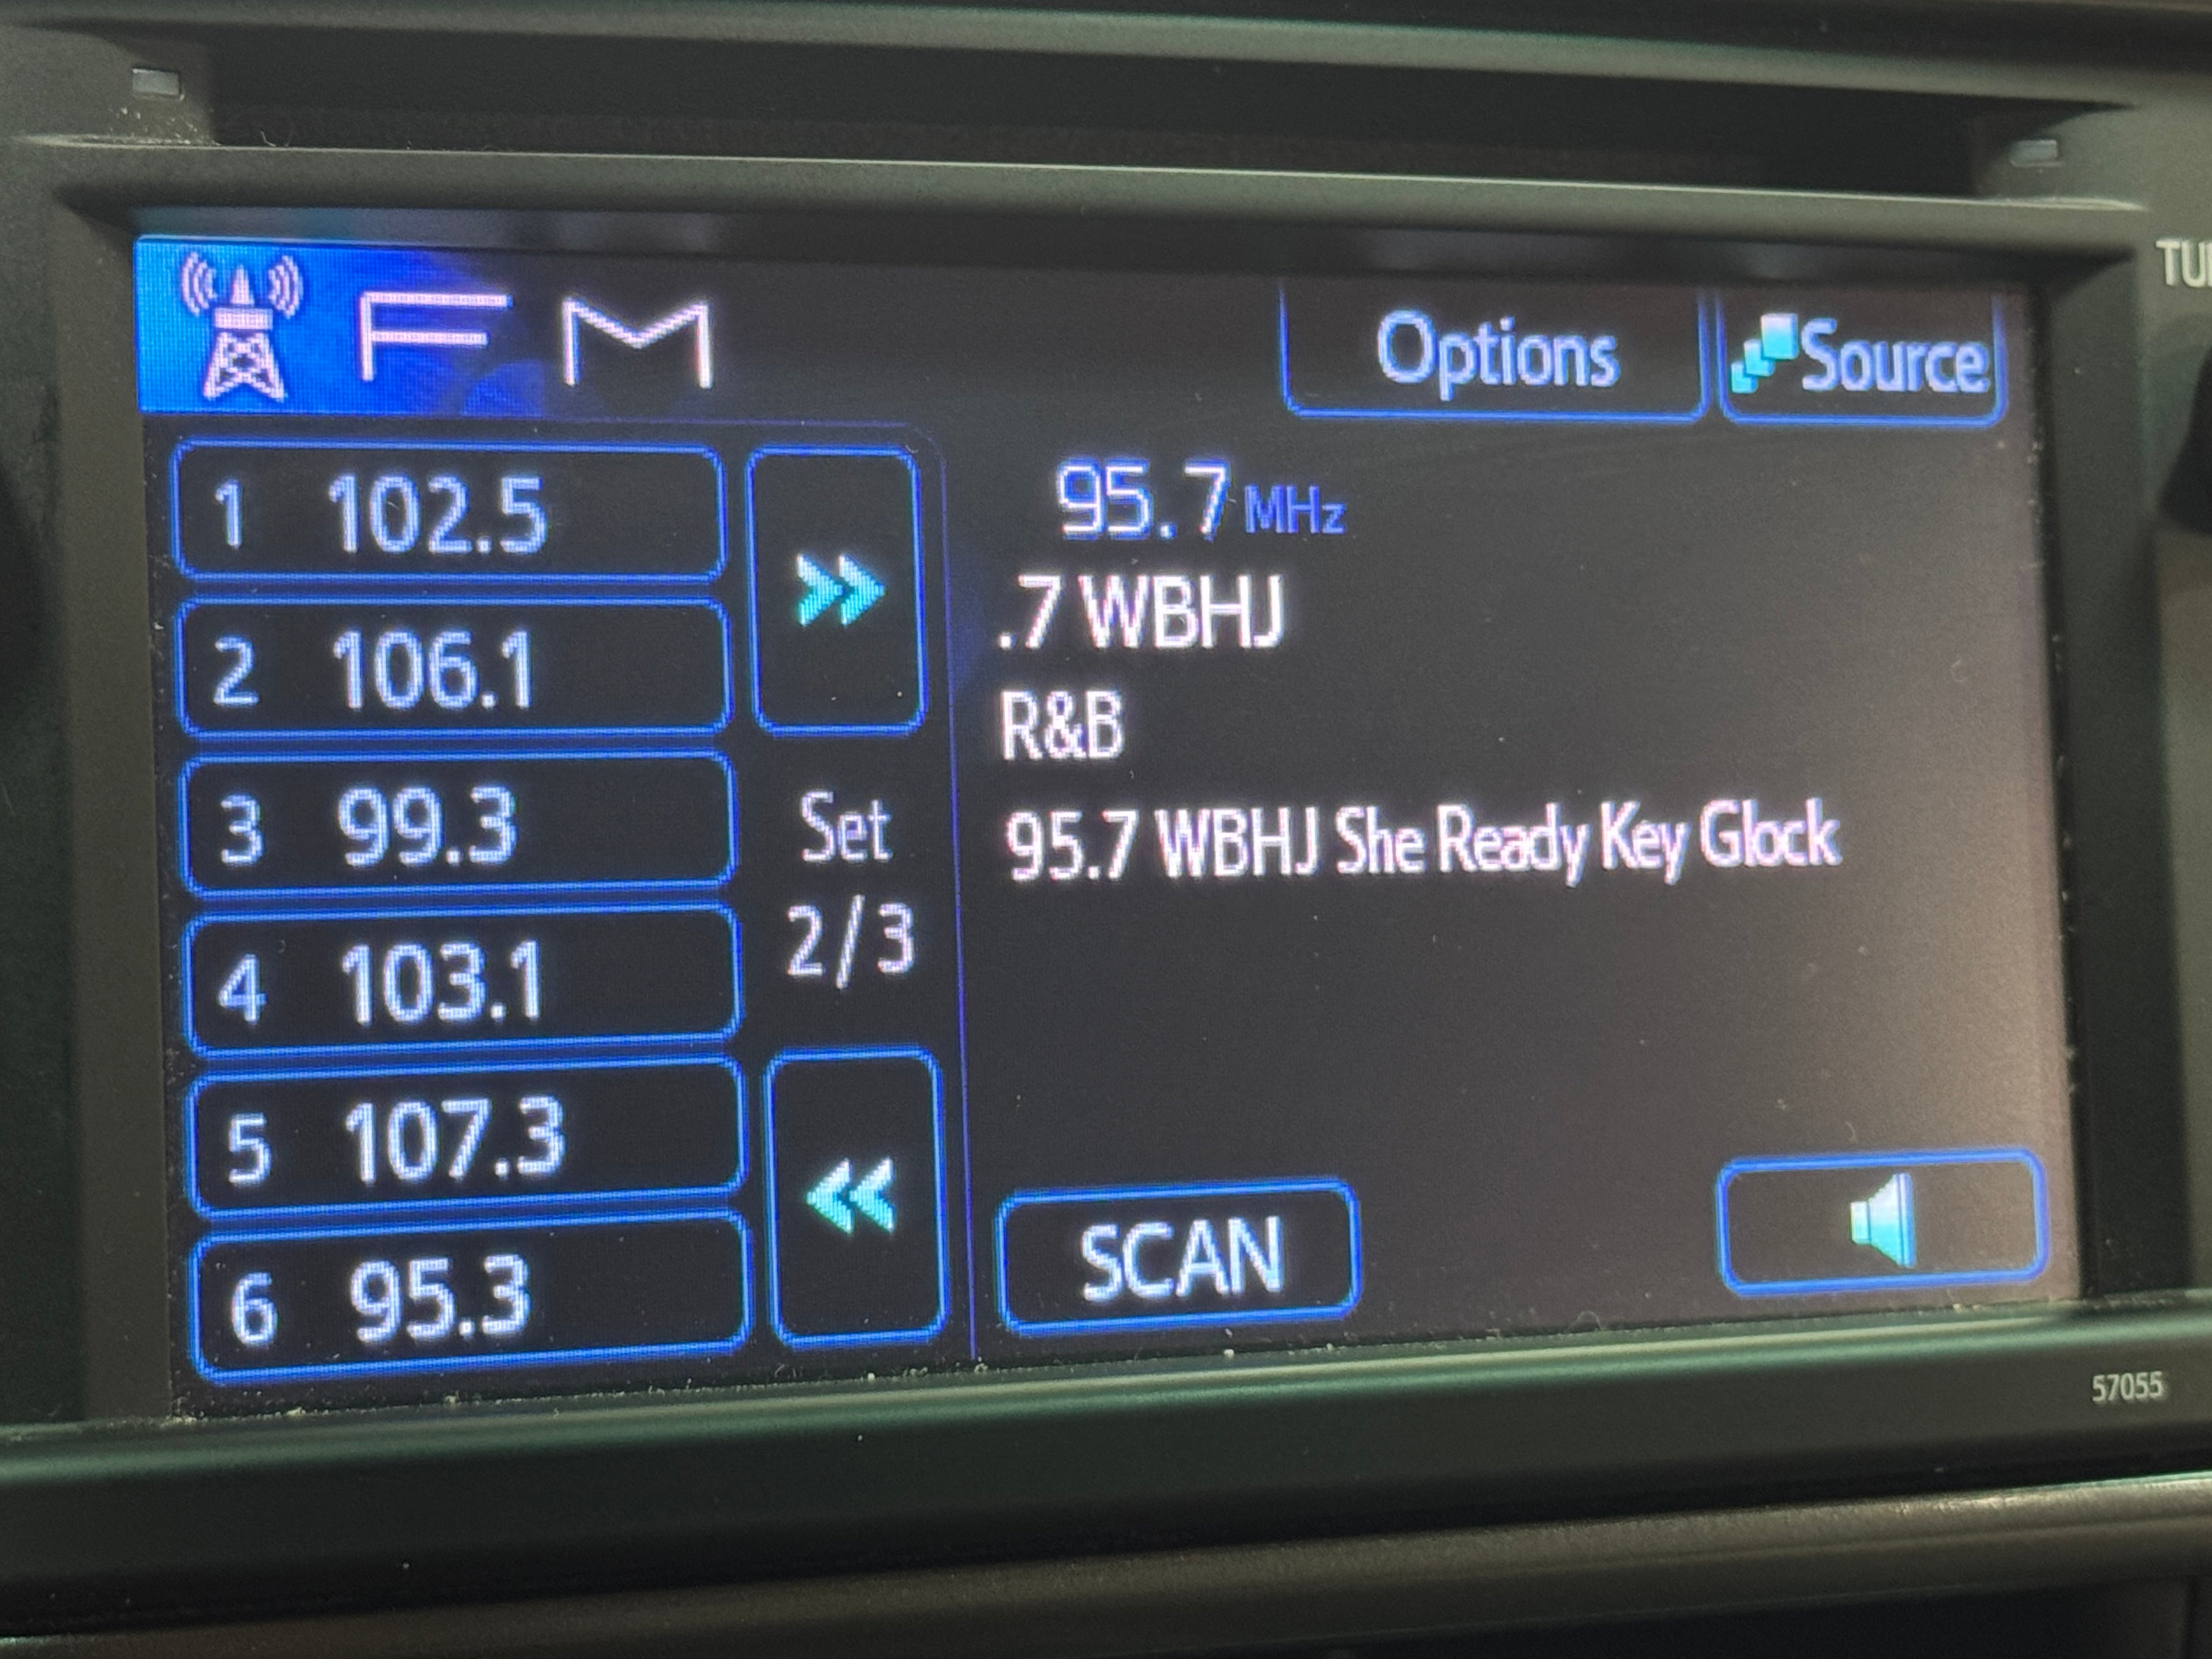 TU
FM
Options
Source
1 102.5
2 106.1
3 99.3
4 103.1
5 107.3
6 95.3
Set
2/3
95.7 MHz
.7 WBHJ
R&B
95.7 WBHJ She Ready Key Glock
SCAN
57055